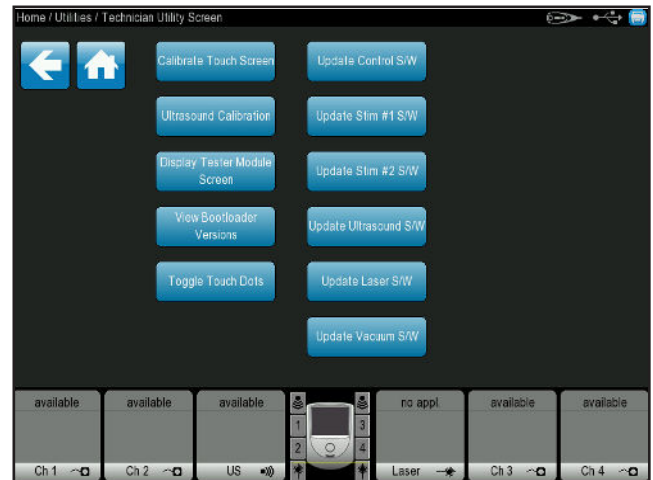 Home / Utilities / Technician Utility Screen
Calibrate Touch Screen
Update Control S/W
Ultrasound Calibration
Update Stim #1 S/W
Display Tester Module
Screen
Update Stim #2 S/W
View Bootloader
Versions
Update Ultrasound S/W
Toggle Touch Dots
Update Laser S/W
Update Vacuum S/W
available
available
available
no appl.
available
available
1
3
2
4
Ch 1
Ch 2
US
Laser
Ch 3
Ch 4